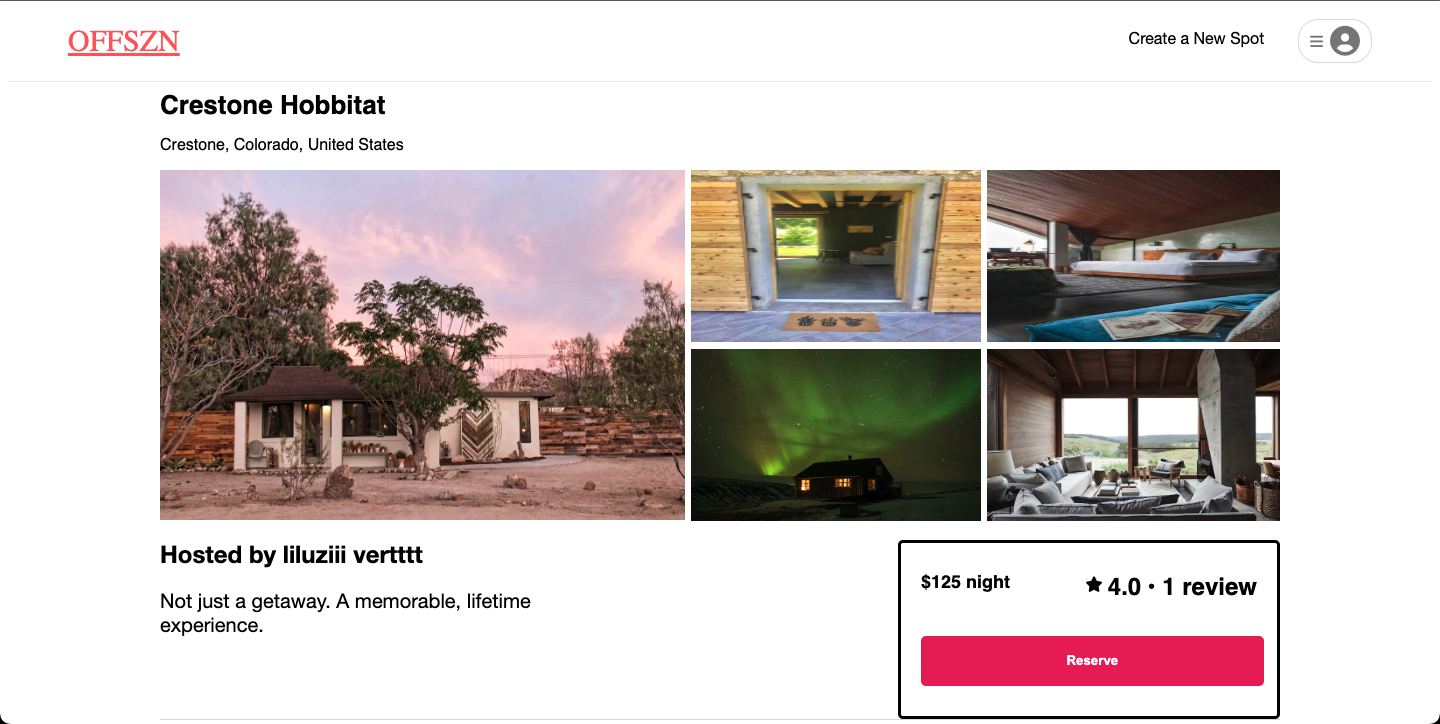 OFFSZN
Create a New Spot
Crestone Hobbitat
Crestone, Colorado, United States
Hosted by liluziii vertttt
Not just a getaway. A memorable, lifetime
experience.
$125 night
4.0 · 1 review
Reserve